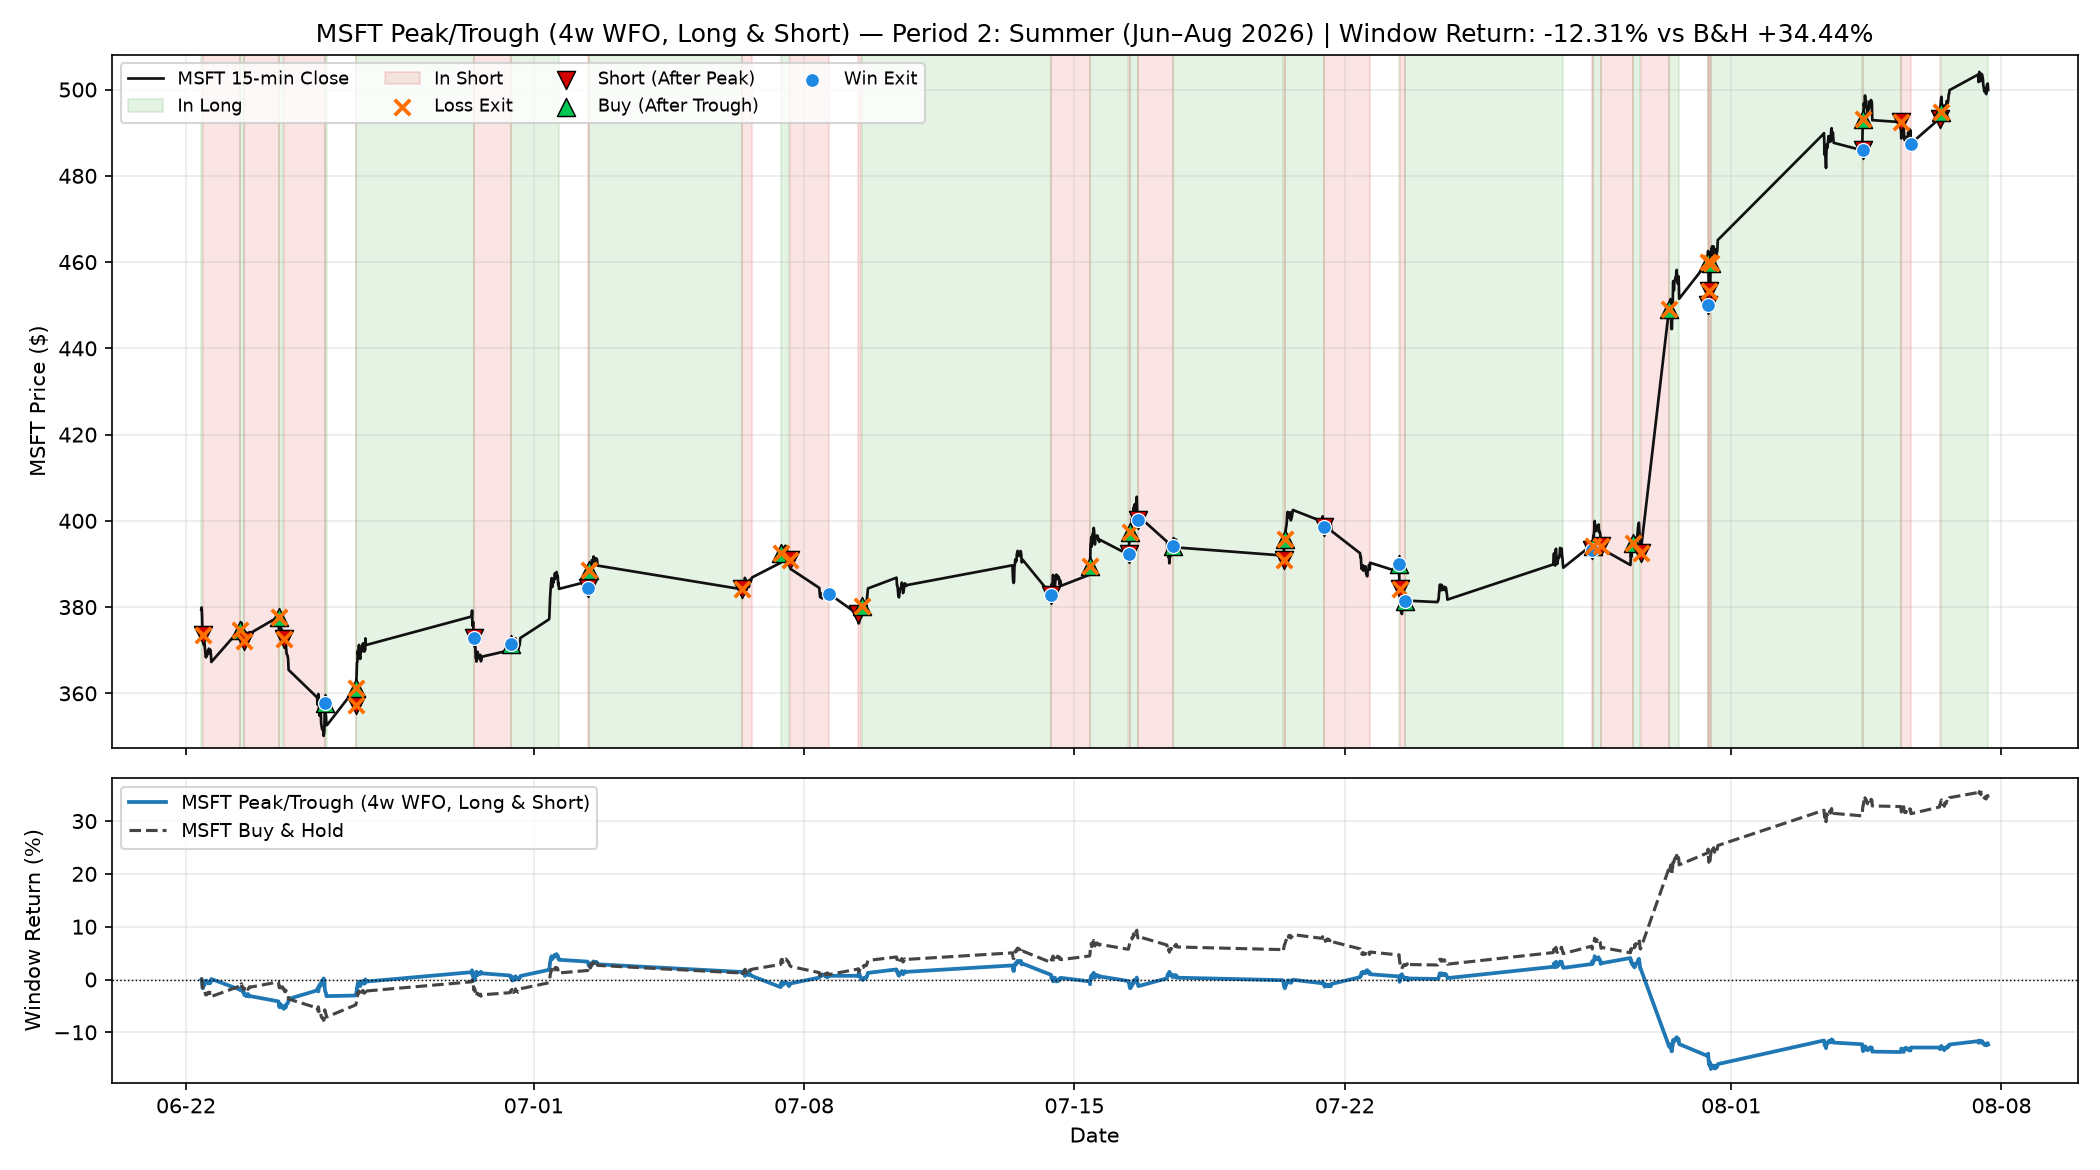 MSFT Peak/Trough (4w WFO, Long & Short) — Period 2: Summer (Jun–Aug 2026) | Window Return: -12.31% vs B&H +34.44%
MSFT 15-min Close
In Long
In Short
Loss Exit
Short (After Peak)
Buy (After Trough)
Win Exit
MSFT Price ($)
500
480
460
440
420
400
380
360
MSFT Peak/Trough (4w WFO, Long & Short)
MSFT Buy & Hold
Window Return (%)
30
20
10
0
−10
06-22
07-01
07-08
07-15
07-22
08-01
08-08
Date